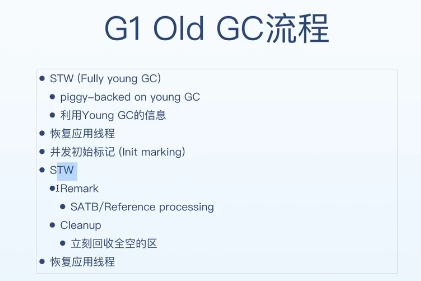 G1 Old GC流程
STW (Fully young GC)
piggy-backed on young GC
利用Young GC的信息
恢复应用线程
并发初始标记 (Init marking)
STW
Remark
SATB/Reference processing
Cleanup
立刻回收全空的区
恢复应用线程